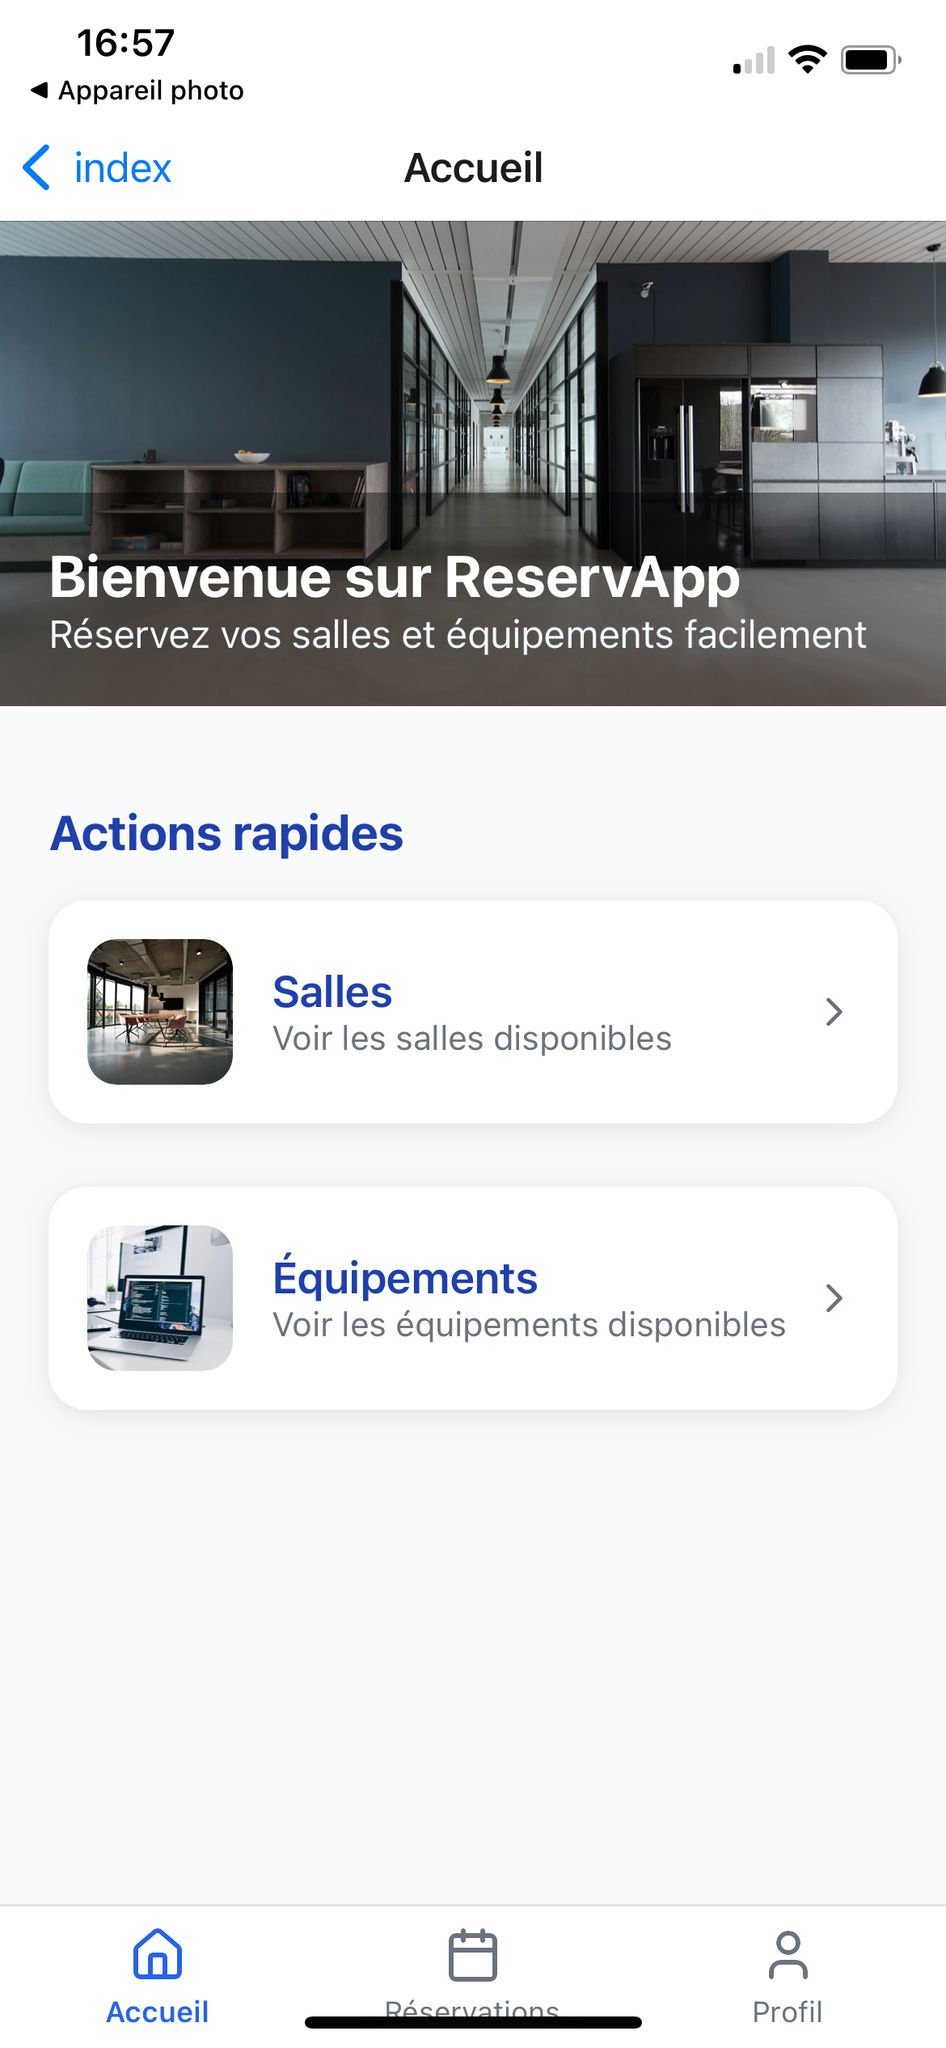 16:57
◀ Appareil photo
index
Accueil
Bienvenue sur ReservApp
Réservez vos salles et équipements facilement
Actions rapides
Salles
Voir les salles disponibles
Équipements
Voir les équipements disponibles
Accueil
Réservations
Profil